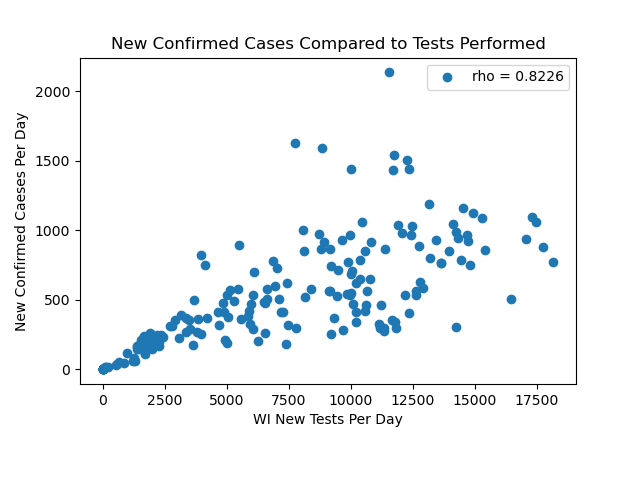 New Confirmed Cases Compared to Tests Performed
rho = 0.8226
New Confirmed Caeses Per Day
2000
1500
1000
500
0
0 2500 5000 7500 10000 12500 15000 17500
WI New Tests Per Day